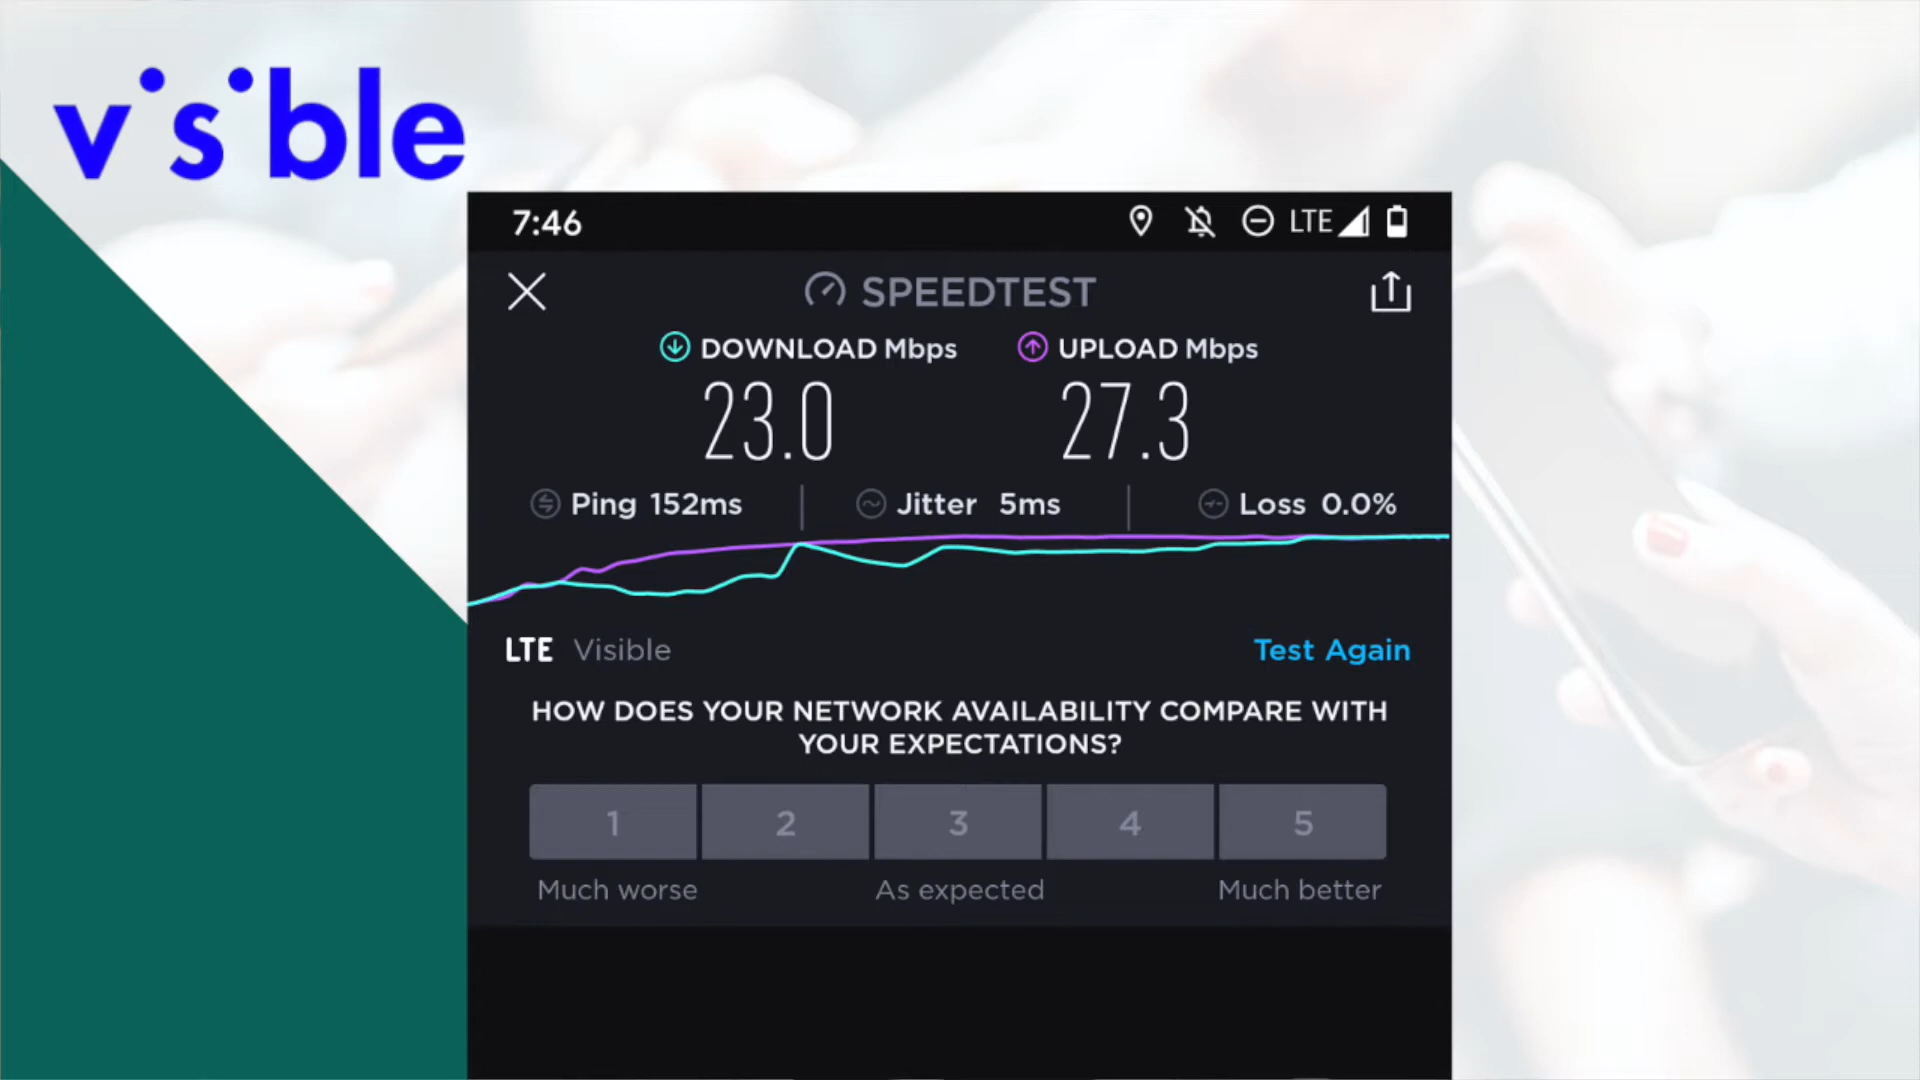 visible
7:46 LTE
SPEEDTEST
DOWNLOAD Mbps UPLOAD Mbps
23.0 27.3
Ping 152ms Jitter 5ms Loss 0.0%
LTE Visible Test Again
HOW DOES YOUR NETWORK AVAILABILITY COMPARE WITH
YOUR EXPECTATIONS?
1 2 3 4 5
Much worse As expected Much better